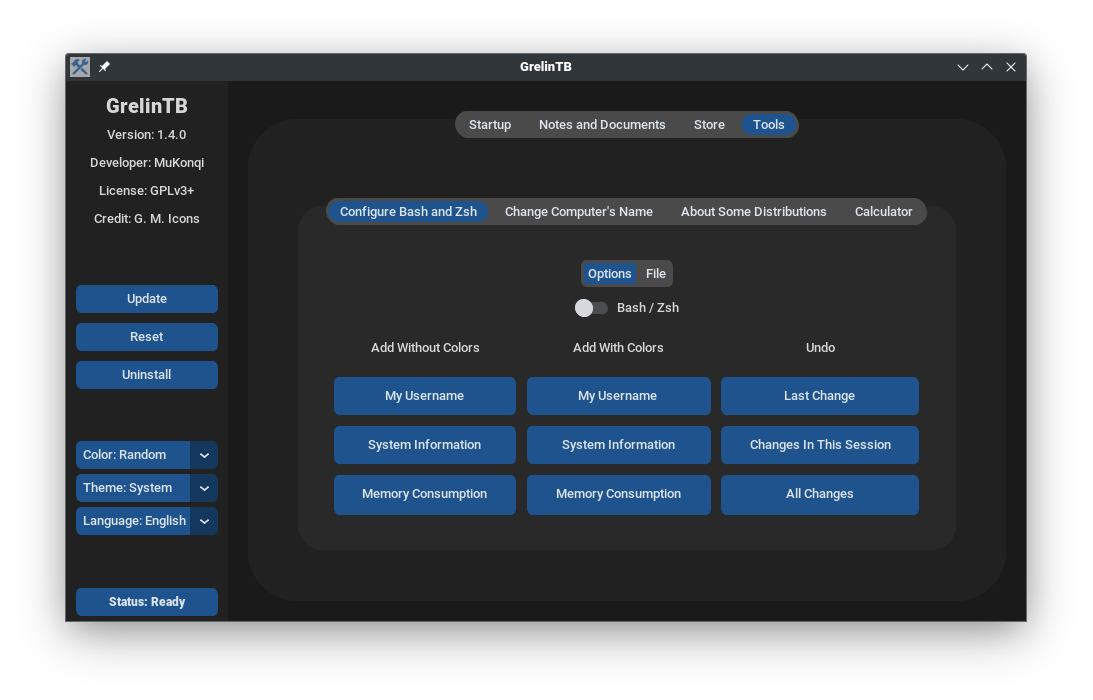 GrelinTB
GrelinTB
Version: 1.4.0
Developer: MuKonqi
License: GPLv3+
Credit: G. M. Icons
Update
Reset
Uninstall
Color: Random
Theme: System
Language: English
Status: Ready
Startup Notes and Documents Store Tools
Configure Bash and Zsh Change Computer's Name About Some Distributions Calculator
Options File
Bash / Zsh
Add Without Colors Add With Colors Undo
My Username My Username Last Change
System Information System Information Changes In This Session
Memory Consumption Memory Consumption All Changes